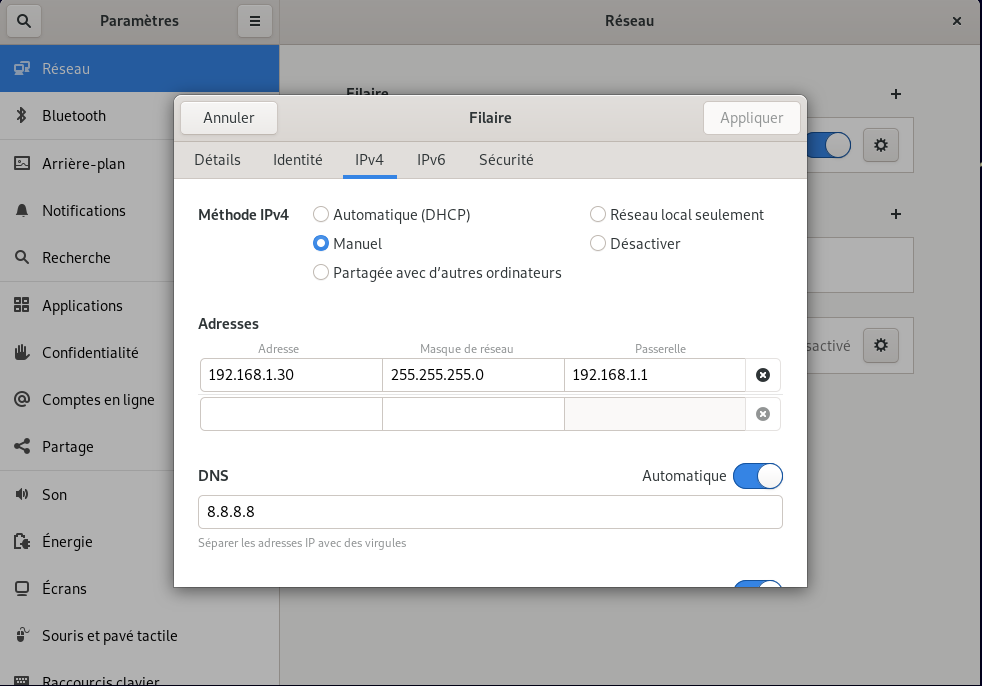 Paramètres
Réseau
Réseau
Bluetooth
Arrière-plan
Notifications
Recherche
Applications
Confidentialité
Comptes en ligne
Partage
Son
Énergie
Écrans
Souris et pavé tactile
Raccourcis clavier
Filaire
Annuler
Filaire
Appliquer
Détails Identité IPv4 IPv6 Sécurité
Méthode IPv4
Automatique (DHCP)
Réseau local seulement
Manuel
Désactiver
Partagée avec d’autres ordinateurs
Adresses
Adresse Masque de réseau Passerelle
192.168.1.30 255.255.255.0 192.168.1.1
DNS
Automatique
8.8.8.8
Séparer les adresses IP avec des virgules